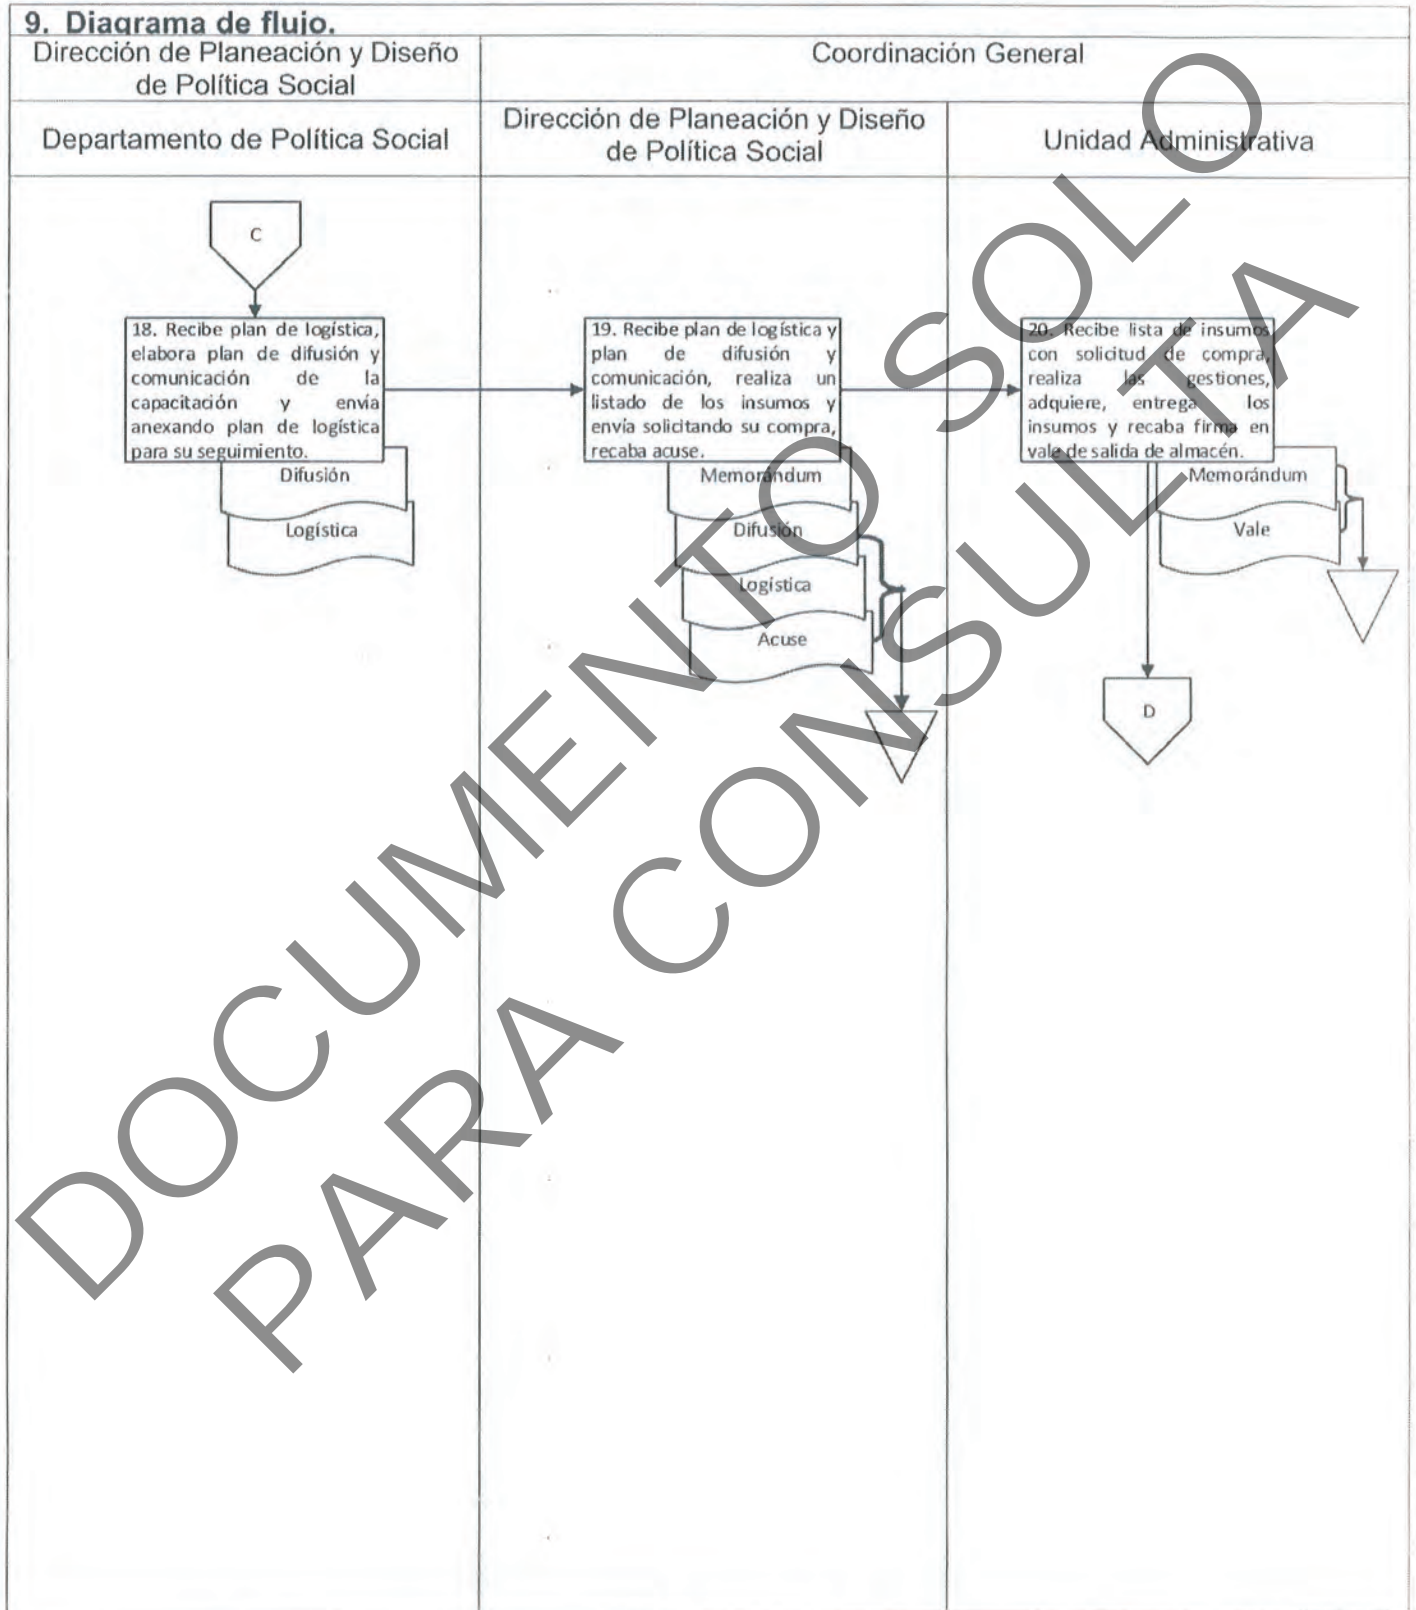 9. Diagrama de flujo.
Dirección de Planeación y Diseño
de Política Social
Coordinación General
Departamento de Política Social
Dirección de Planeación y Diseño
de Política Social
Unidad Administrativa
C
18. Recibe plan de logística,
elabora plan de difusión y
comunicación de la
capacitación y envía
anexando plan de logística
para su seguimiento.
Difusión
Logística
19. Recibe plan de logística y
plan de difusión y
comunicación, realiza un
listado de los insumos y
envía solicitando su compra,
recaba acuse.
Memorándum
Difusión
Logística
Acuse
20. Recibe lista de insumos
con solicitud de compra,
realiza las gestiones,
adquiere, entrega los
insumos y recaba firma en
vale de salida de almacén.
Memorándum
Vale
D
DOCUMENTO SOLO
PARA CONSULTA